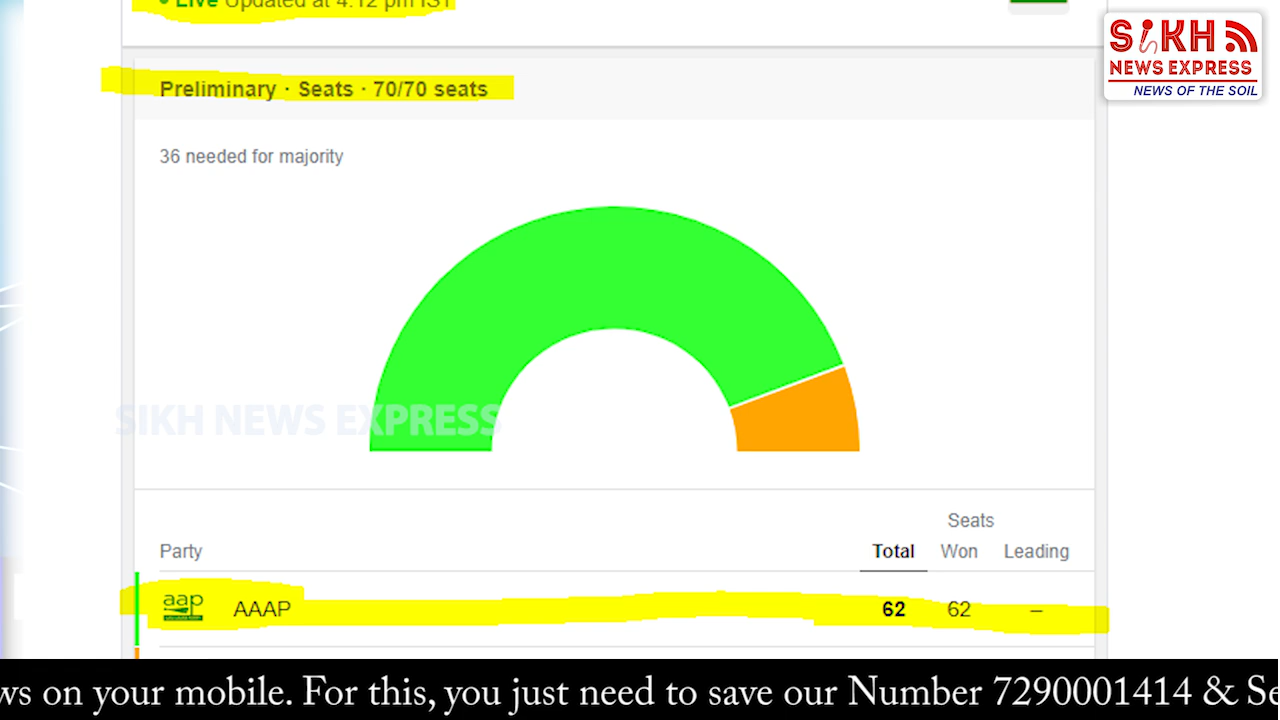 • Live Updated at 4:12 pm IST
SiKH
NEWS EXPRESS
NEWS OF THE SOIL
Preliminary · Seats · 70/70 seats
36 needed for majority
SIKH NEWS EXPRESS
Seats
Party Total Won Leading
aap AAAP 62 62 –
ws on your mobile. For this, you just need to save our Number 7290001414 & Se